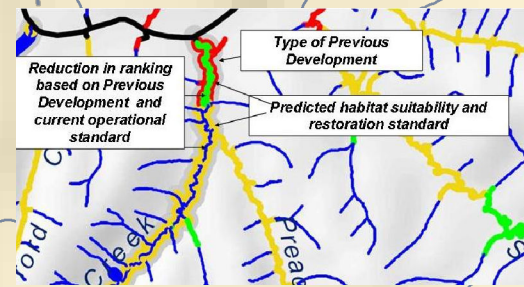 Type of Previous
Development
Reduction in ranking
based on Previous
Development and
current operational
standard
Predicted habitat suitability and
restoration standard
Creek
ford